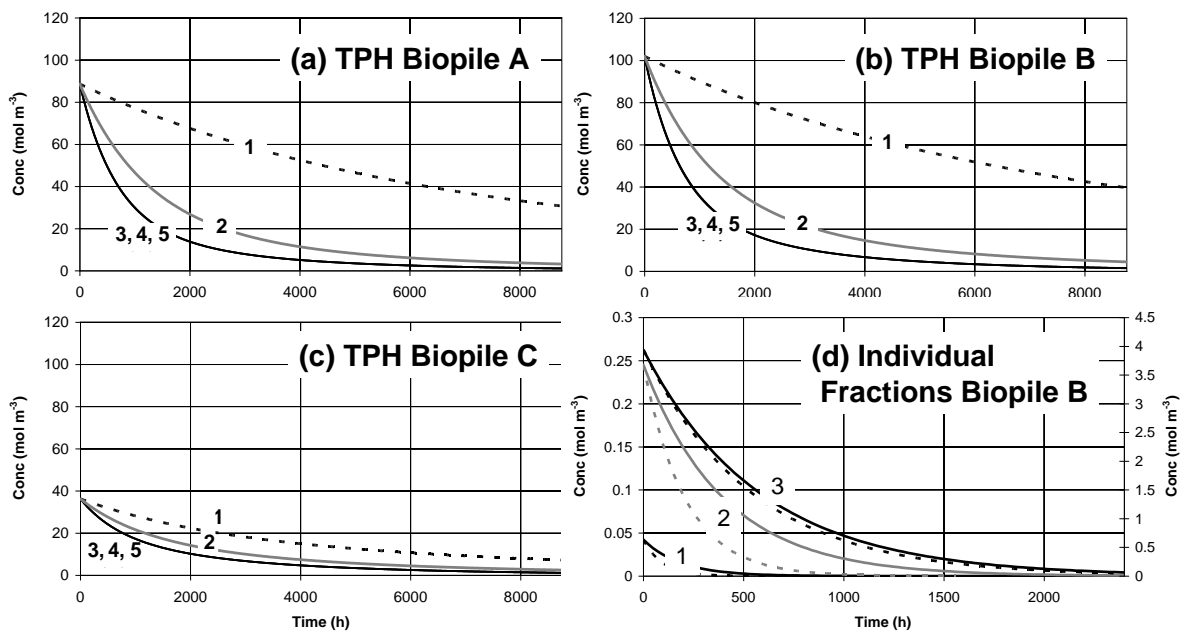 (a) TPH Biopile A
Conc (mol m-3)
120
100
80
60
40
20
0
1
2
3, 4, 5
0 2000 4000 6000 8000
(b) TPH Biopile B
Conc (mol m-3)
120
100
80
60
40
20
0
1
2
3, 4, 5
0 2000 4000 6000 8000
(c) TPH Biopile C
Conc (mol m-3)
120
100
80
60
40
20
0
1
2
3, 4, 5
0 2000 4000 6000 8000
Time (h)
(d) Individual
Fractions Biopile B
Conc (mol m-3)
0.3
0.25
0.2
0.15
0.1
0.05
0
3
2
1
4.5
4
3.5
3
2.5
2
1.5
1
0.5
0
Conc (mol m-3)
0 500 1000 1500 2000
Time (h)